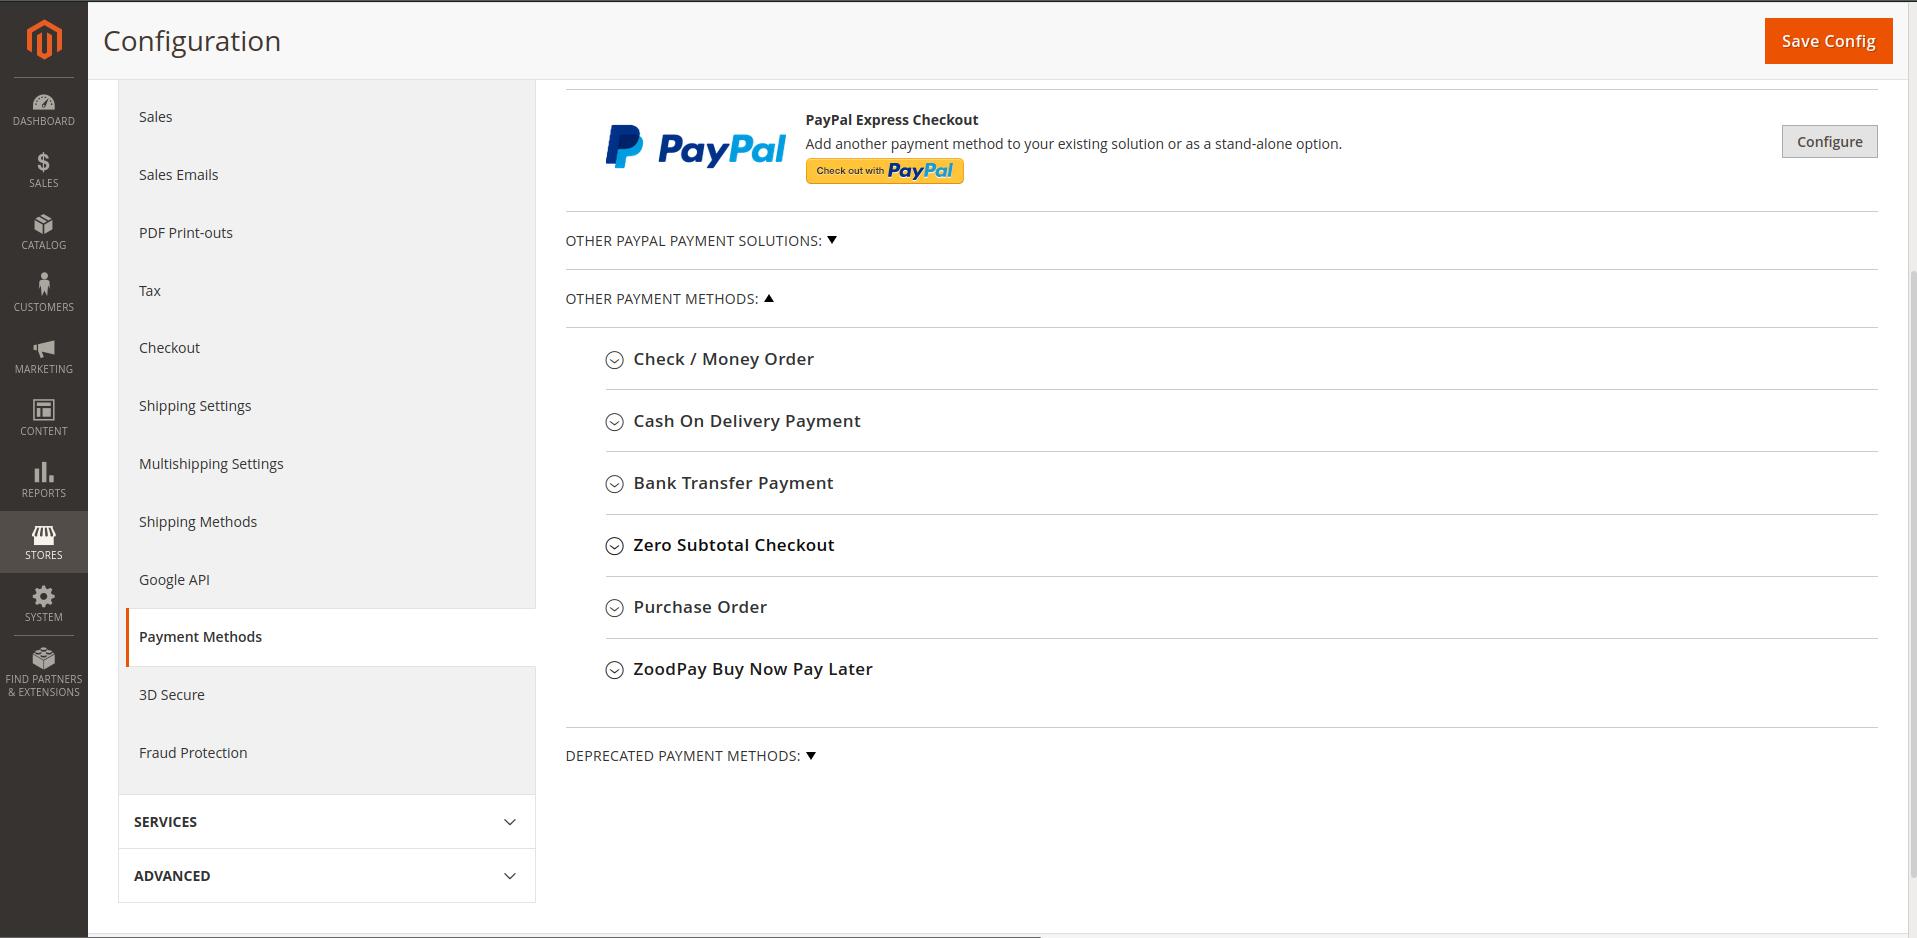 Configuration
Save Config
DASHBOARD
SALES
CATALOG
CUSTOMERS
MARKETING
CONTENT
REPORTS
STORES
SYSTEM
FIND PARTNERS
& EXTENSIONS
Sales
Sales Emails
PDF Print-outs
Tax
Checkout
Shipping Settings
Multishipping Settings
Shipping Methods
Google API
Payment Methods
3D Secure
Fraud Protection
SERVICES
ADVANCED
PayPal
PayPal Express Checkout
Add another payment method to your existing solution or as a stand-alone option.
Check out with PayPal
Configure
OTHER PAYPAL PAYMENT SOLUTIONS:
OTHER PAYMENT METHODS:
Check / Money Order
Cash On Delivery Payment
Bank Transfer Payment
Zero Subtotal Checkout
Purchase Order
ZoodPay Buy Now Pay Later
DEPRECATED PAYMENT METHODS: